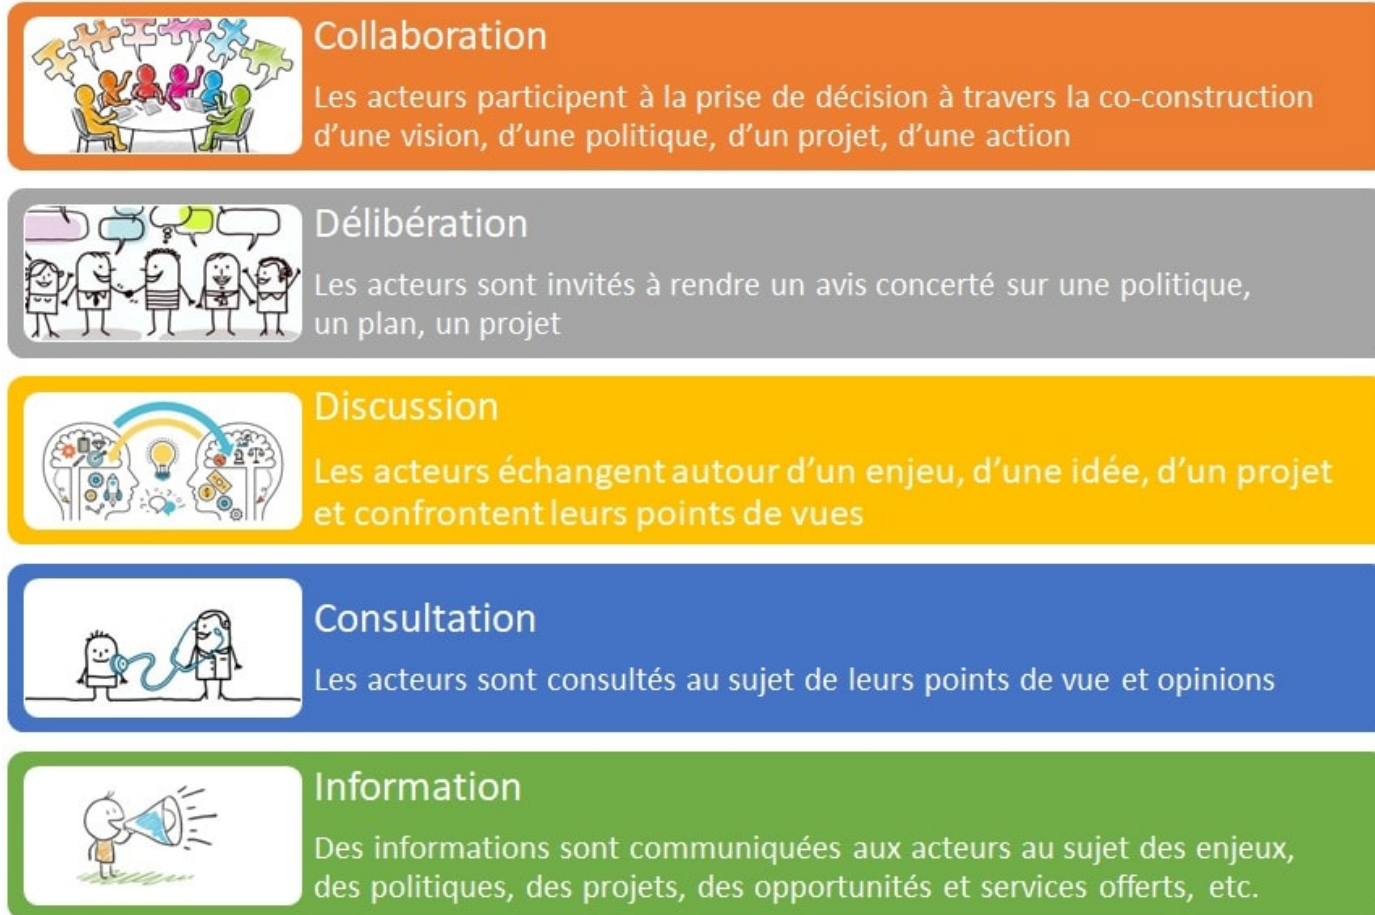 Collaboration
Les acteurs participent à la prise de décision à travers la co-construction
d'une vision, d'une politique, d'un projet, d'une action
Délibération
Les acteurs sont invités à rendre un avis concerté sur une politique,
un plan, un projet
Discussion
Les acteurs échangent autour d'un enjeu, d'une idée, d'un projet
et confrontent leurs points de vues
Consultation
Les acteurs sont consultés au sujet de leurs points de vue et opinions
Information
Des informations sont communiquées aux acteurs au sujet des enjeux,
des politiques, des projets, des opportunités et services offerts, etc.